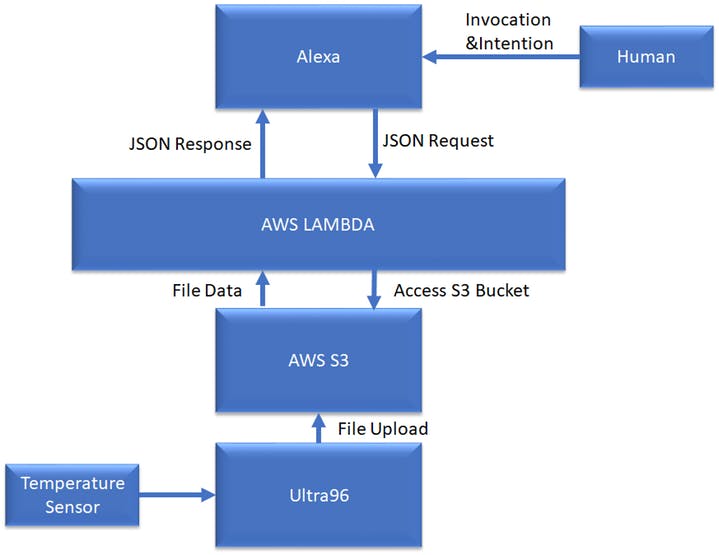 Invocation
&Intention
Alexa
Human
JSON Response
JSON Request
AWS LAMBDA
File Data
Access S3 Bucket
AWS S3
File Upload
Temperature
Sensor
Ultra96